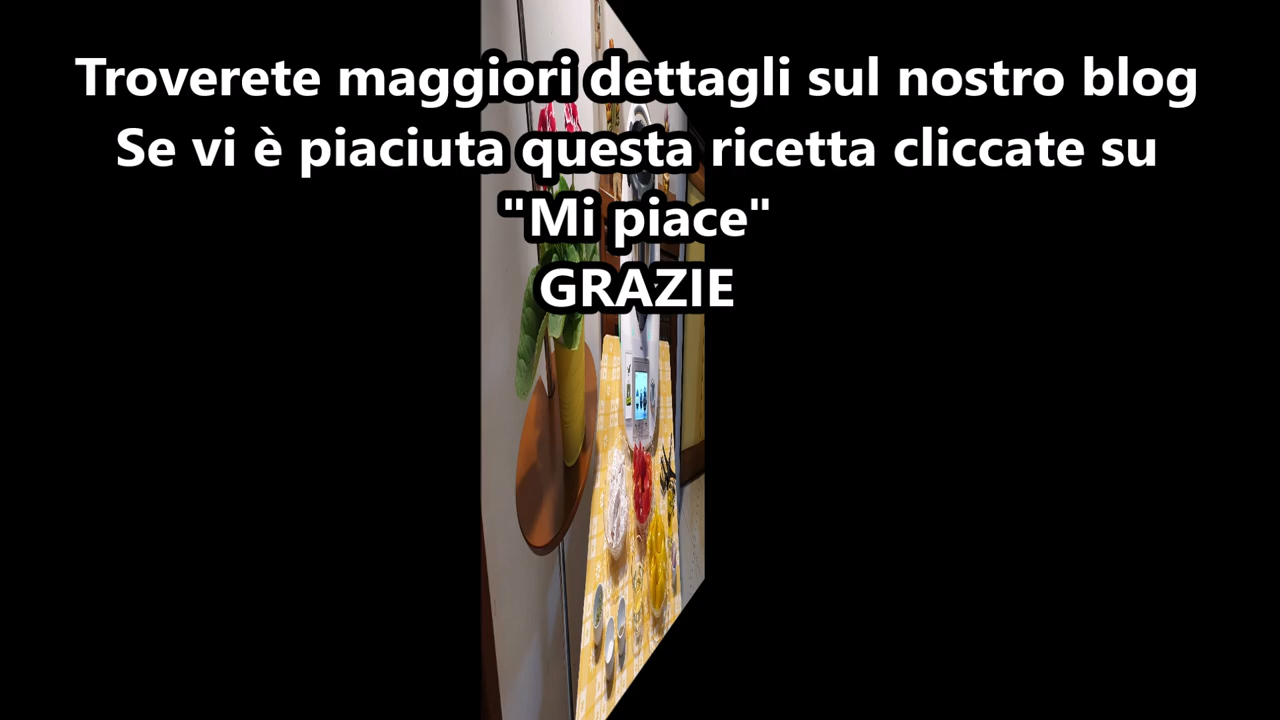 Troverete maggiori dettagli sul nostro blog
Se vi è piaciuta questa ricetta cliccate su
"Mi piace"
GRAZIE